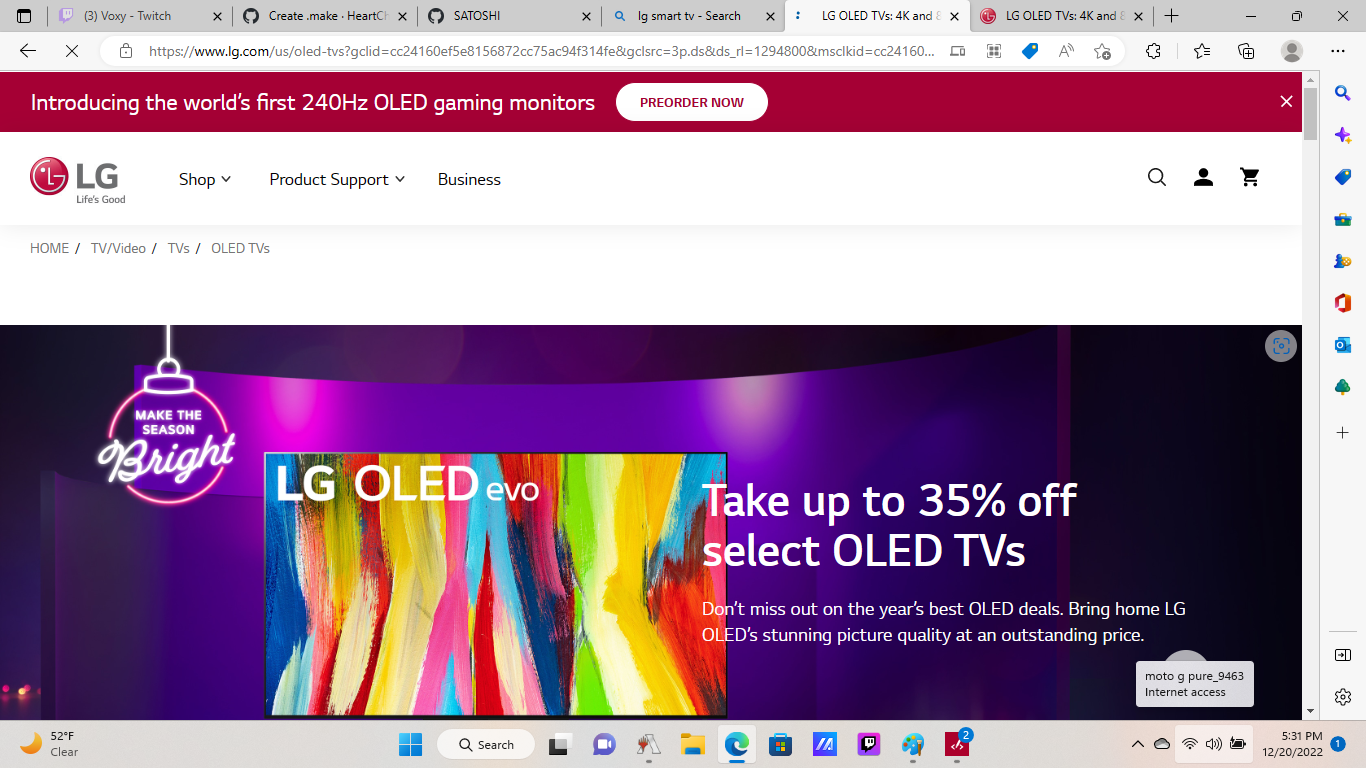 (3) Voxy - Twitch
Create .make · HeartCh
SATOSHI
lg smart tv - Search
LG OLED TVs: 4K and 8
LG OLED TVs: 4K and 8
https://www.lg.com/us/oled-tvs?gclid=cc24160ef5e8156872cc75ac94f314fe&gclsrc=3p.ds&ds_rl=1294800&msclkid=cc24160...
Introducing the world's first 240Hz OLED gaming monitors
PREORDER NOW
LG
Life's Good
Shop
Product Support
Business
HOME / TV/Video / TVs / OLED TVs
MAKE THE
SEASON
Bright
LG OLED evo
Take up to 35% off
select OLED TVs
Don't miss out on the year's best OLED deals. Bring home LG
OLED's stunning picture quality at an outstanding price.
moto g pure_9463
Internet access
52°F
Clear
Search
2
5:31 PM
12/20/2022
1